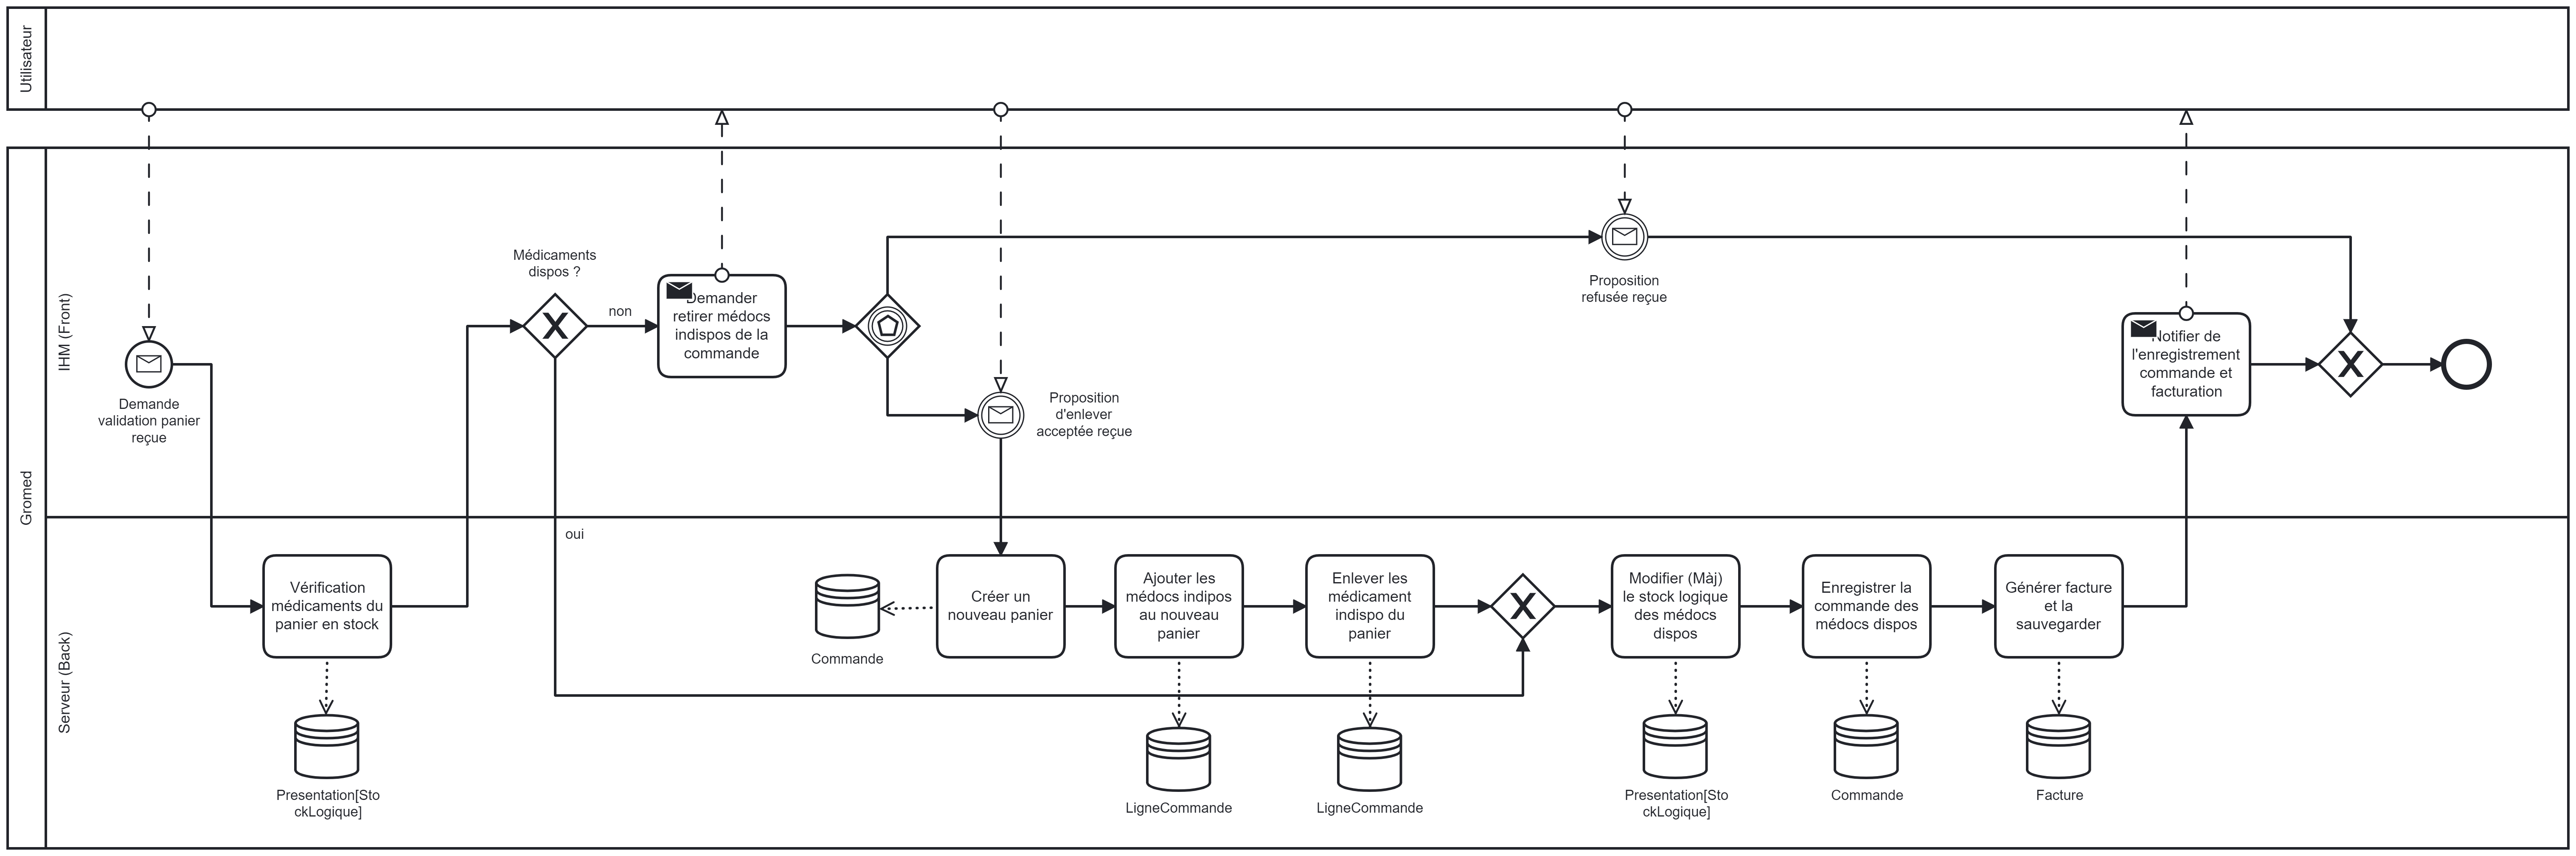 Utilisateur
Gromed
IHM (Front)
Serveur (Back)
Demande
validation panier
reçue
Médicaments
dispos ?
non
oui
Demander
retirer médocs
indispos de la
commande
Proposition
d'enlever
acceptée reçue
Proposition
refusée reçue
Notifier de
l'enregistrement
commande et
facturation
Vérification
médicaments du
panier en stock
Presentation[Sto
ckLogique]
Commande
Créer un
nouveau panier
Ajouter les
médocs indipos
au nouveau
panier
LigneCommande
Enlever les
médicament
indispo du
panier
LigneCommande
Modifier (Màj)
le stock logique
des médocs
dispos
Presentation[Sto
ckLogique]
Enregistrer la
commande des
médocs dispos
Commande
Générer facture
et la
sauvegarder
Facture